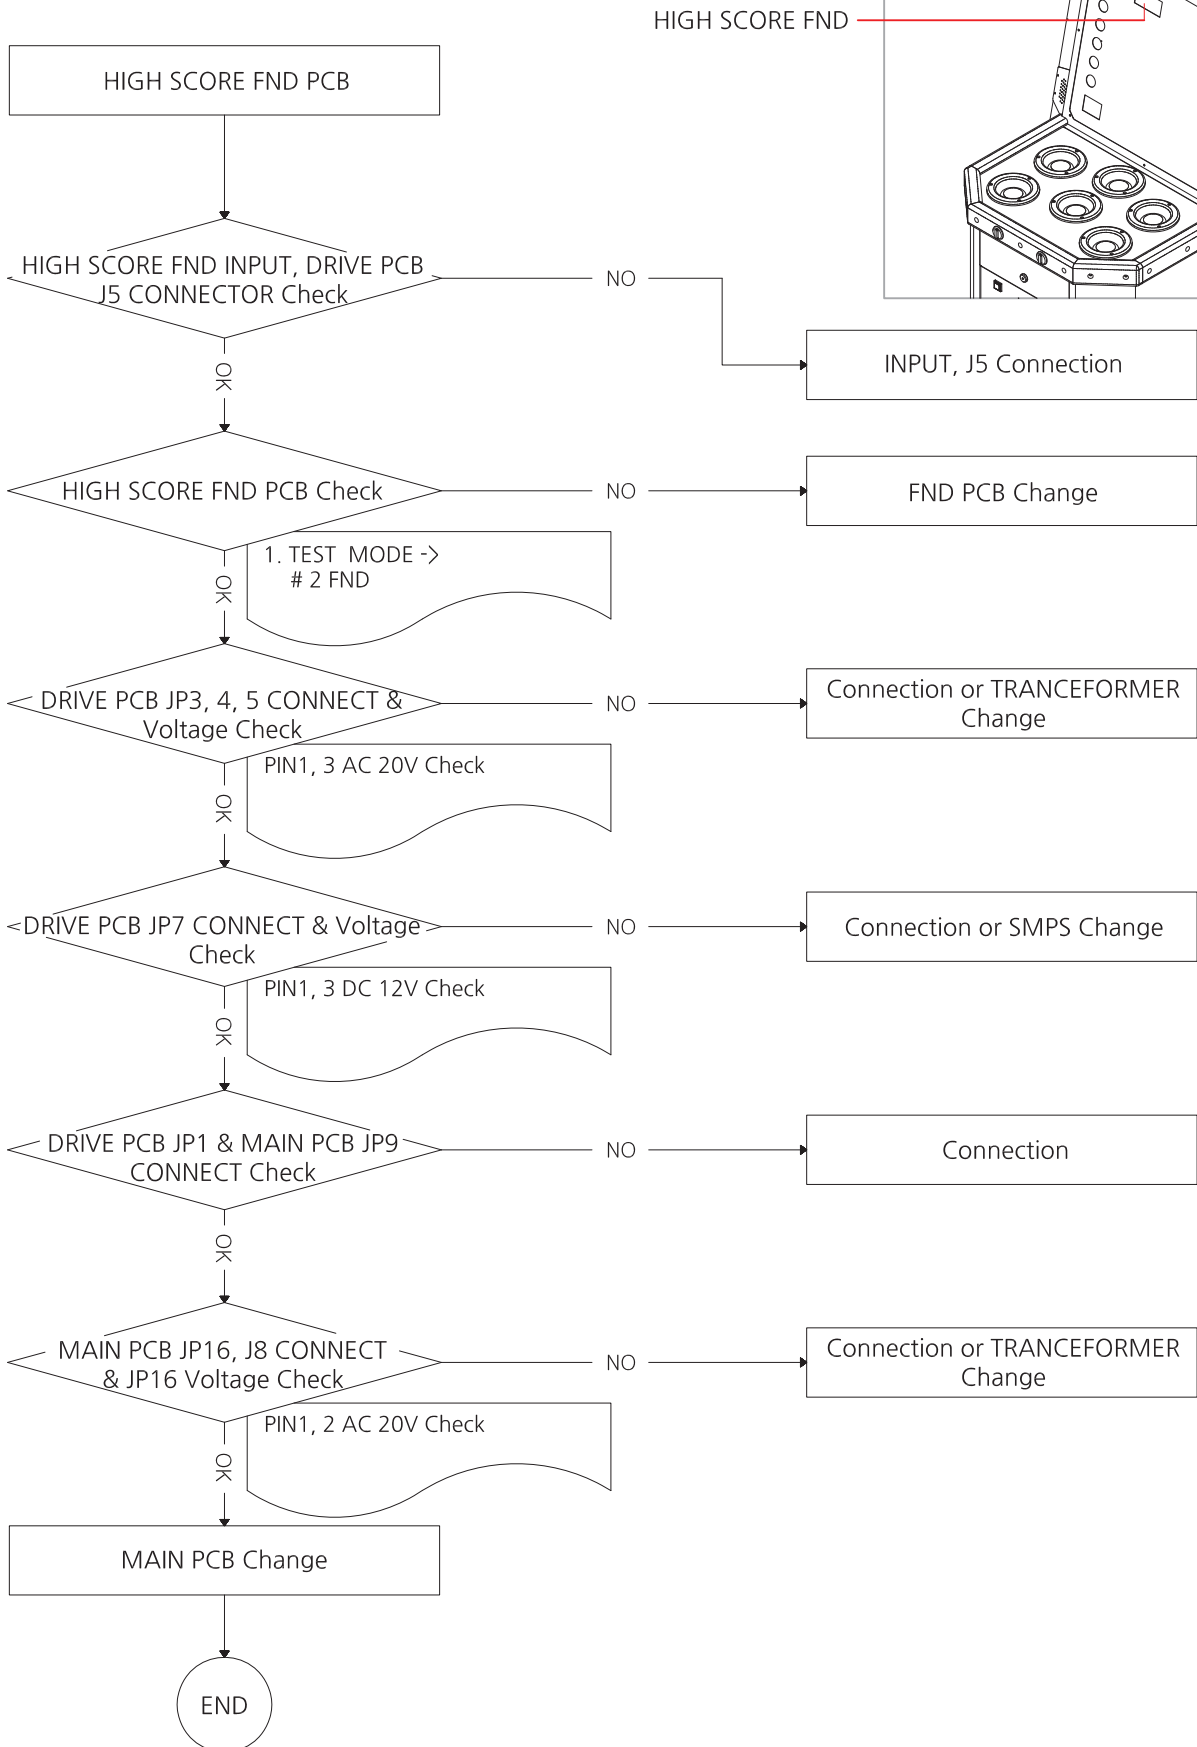 HIGH SCORE FND
HIGH SCORE FND PCB
HIGH SCORE FND INPUT, DRIVE PCB
J5 CONNECTOR Check
NO
INPUT, J5 Connection
OK
HIGH SCORE FND PCB Check
NO
FND PCB Change
1. TEST MODE ->
# 2 FND
OK
DRIVE PCB JP3, 4, 5 CONNECT &
Voltage Check
NO
Connection or TRANCEFORMER
Change
PIN1, 3 AC 20V Check
OK
DRIVE PCB JP7 CONNECT & Voltage
Check
NO
Connection or SMPS Change
PIN1, 3 DC 12V Check
OK
DRIVE PCB JP1 & MAIN PCB JP9
CONNECT Check
NO
Connection
OK
MAIN PCB JP16, J8 CONNECT
& JP16 Voltage Check
NO
Connection or TRANCEFORMER
Change
PIN1, 2 AC 20V Check
OK
MAIN PCB Change
END